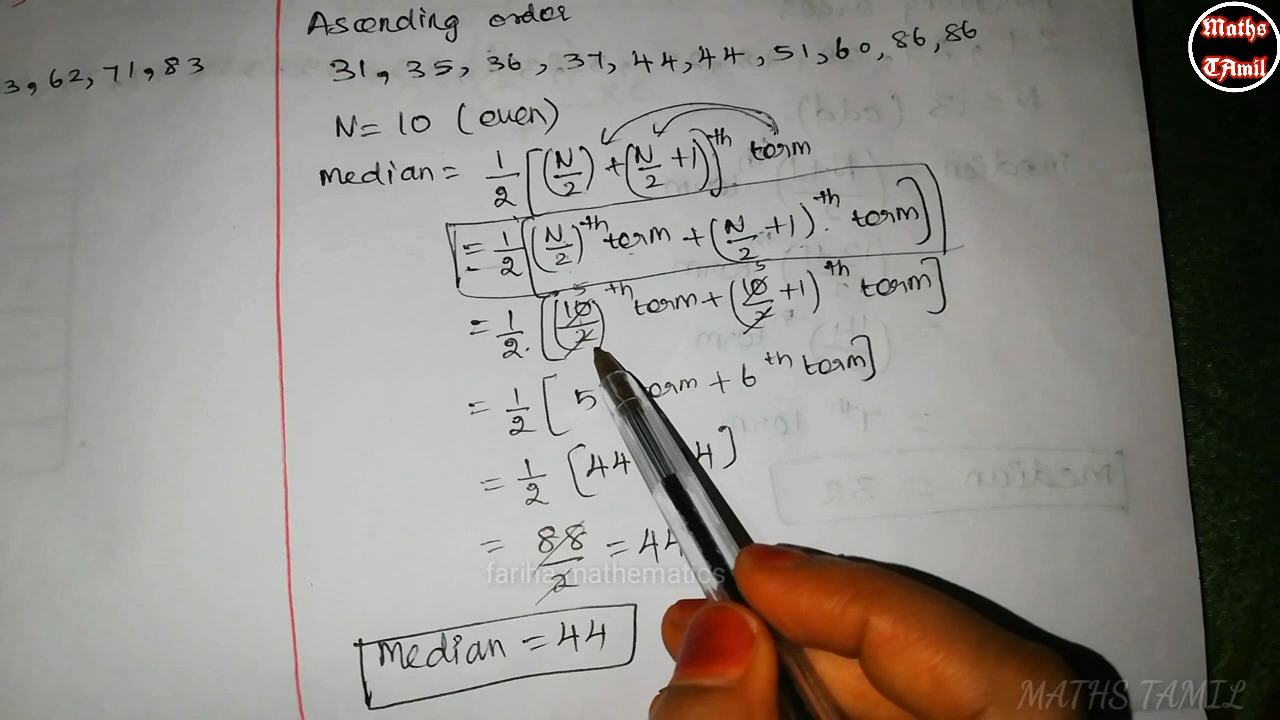 Maths
TAmil
3, 62, 71, 83
Ascending order
31, 35, 36, 37, 44, 44, 51, 60, 86, 86
N = 10 (even)
median = 1/2 [(N/2) + (N/2 + 1)]th term
= 1/2 [(N/2)th term + (N/2 + 1)th term]
= 1/2 [(10/2)th term + (10/2 + 1)th term]
= 1/2 [5 term + 6th term]
= 1/2 [44 4]
= 88/2 = 44
fariha mathematics
median = 44
MATHS TAMIL